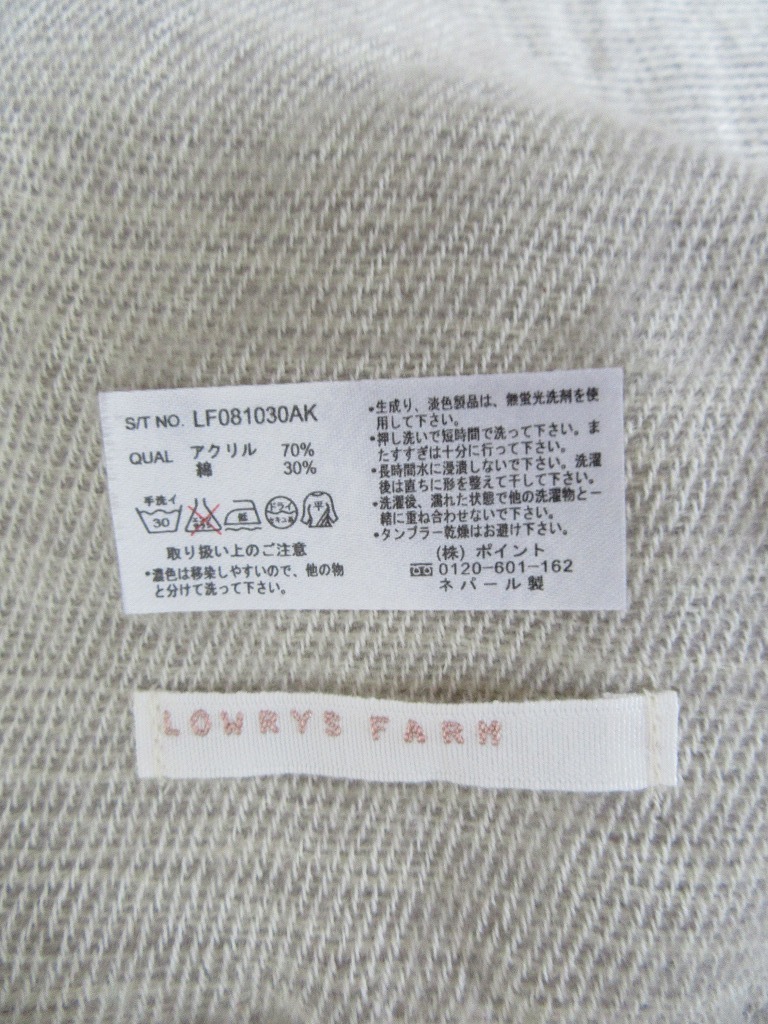 S/T NO. LF081030AK
QUAL アクリル 70%
綿 30%
手洗イ
30
低
ドライ
セキユ系
平
取り扱い上のご注意
•濃色は移染しやすいので、他の物
と分けて洗って下さい。
•生成り、淡色製品は、無蛍光洗剤を使
用して下さい。
•押し洗いで短時間で洗って下さい。ま
たすすぎは十分に行って下さい。
•長時間水に浸漬しないで下さい。洗濯
後は直ちに形を整えて干して下さい。
•洗濯後、濡れた状態で他の洗濯物と一
緒に重ね合わせないで下さい。
•タンブラー乾燥はお避け下さい。
(株) ポイント
0120-601-162
ネパール製
LOWRYS FARM